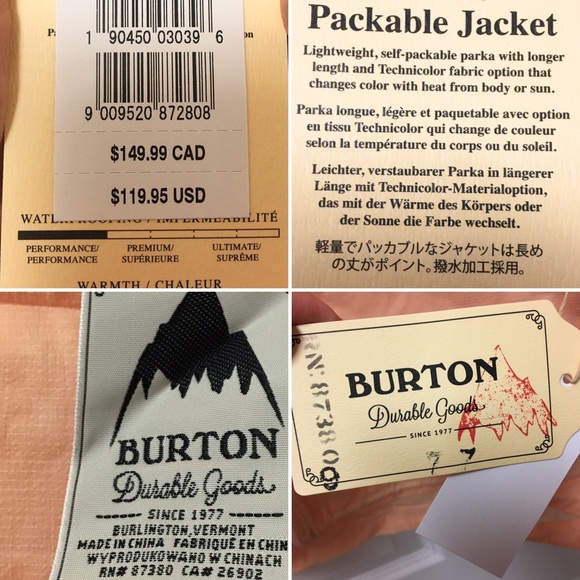 1 90450 03039 6
9 009520 872808
$149.99 CAD
$119.95 USD
WATERPROOFING / IMPERMÉABILITÉ
PERFORMANCE/ PREMIUM/ ULTIMATE/
PERFORMANCE SUPÉRIEURE SUPRÊME
WARMTH / CHALEUR
Packable Jacket
Lightweight, self-packable parka with longer
length and Technicolor fabric option that
changes color with heat from body or sun.
Parka longue, légère et paquetable avec option
en tissu Technicolor qui change de couleur
selon la température du corps ou du soleil.
Leichter, verstaubarer Parka in längerer
Länge mit Technicolor-Materialoption,
das mit der Wärme des Körpers oder
der Sonne die Farbe wechselt.
軽量でパッカブルなジャケットは長め
の丈がポイント。撥水加工採用。
BURTON
Durable Goods
SINCE 1977
BURLINGTON, VERMONT
MADE IN CHINA FABRIQUÉ EN CHIN
WYPRODUKOWANO W CHINACH
RN# 87380 CA# 26902
BURTON
Durable Goods
SINCE 1977